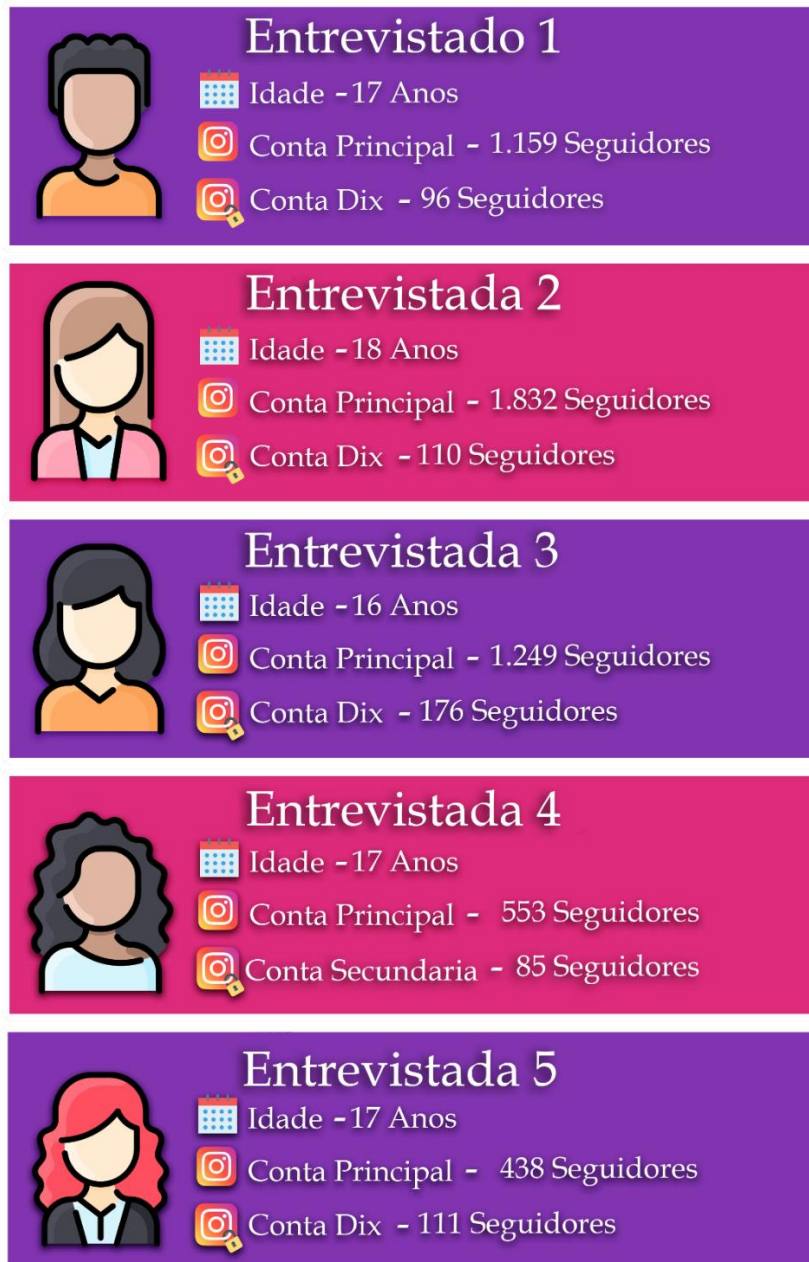 Entrevistado 1
Idade - 17 Anos
Conta Principal - 1.159 Seguidores
Conta Dix - 96 Seguidores
Entrevistada 2
Idade - 18 Anos
Conta Principal - 1.832 Seguidores
Conta Dix - 110 Seguidores
Entrevistada 3
Idade - 16 Anos
Conta Principal - 1.249 Seguidores
Conta Dix - 176 Seguidores
Entrevistada 4
Idade - 17 Anos
Conta Principal - 553 Seguidores
Conta Secundaria - 85 Seguidores
Entrevistada 5
Idade - 17 Anos
Conta Principal - 438 Seguidores
Conta Dix - 111 Seguidores